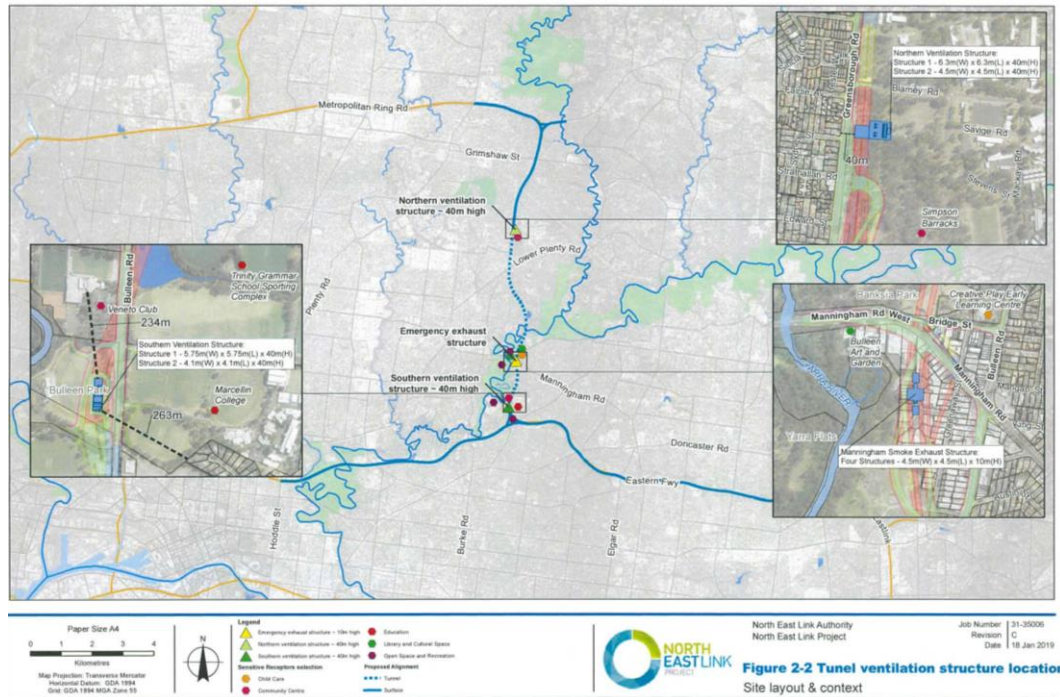 Metropolitan Ring Rd
Grimshaw St
Northern ventilation
structure ~ 40m high
Lower Plenty Rd
Plenty Rd
Emergency exhaust
structure
Southern ventilation
structure ~ 40m high
Manningham Rd
Doncaster Rd
Eastern Fwy
Hoddle St
Burke Rd
Elgar Rd
Northern Ventilation Structure:
Structure 1 - 6.3m(W) x 6.3m(L) x 40m(H)
Structure 2 - 4.5m(W) x 4.5m(L) x 40m(H)
Greensborough Rd
Blamey Rd
Savige Rd
40m
Strathallan Rd
Stevens St
Simpson
Barracks
Bulleen Rd
Trinity Grammar
School Sporting
Complex
Veneto Club
234m
Southern Ventilation Structure:
Structure 1 - 5.75m(W) x 5.75m(L) x 40m(H)
Structure 2 - 4.1m(W) x 4.1m(L) x 40m(H)
Bulleen Park
Marcellin
College
263m
Banksia Park
Creative Play Early
Learning Centre
Manningham Rd West
Bridge St
Bulleen
Art and
Garden
Bulleen Rd
Manningham Rd
Yarra Flats
Manningham Smoke Exhaust Structure:
Four Structures - 4.5m(W) x 4.5m(L) x 10m(H)
Paper Size A4
0 1 2 3 4
Kilometres
Map Projection: Transverse Mercator
Horizontal Datum: GDA 1994
Grid: GDA 1994 MGA Zone 55
N
Legend
Emergency exhaust structure ~ 10m high
Northern ventilation structure ~ 40m high
Southern ventilation structure ~ 40m high
Sensitive Receptors selection
Child Care
Community Centre
Education
Library and Cultural Space
Open Space and Recreation
Proposed Alignment
Tunnel
Surface
NORTH
EASTLINK
PROJECT
North East Link Authority
North East Link Project
Job Number 31-35006
Revision C
Date 18 Jan 2019
Figure 2-2 Tunel ventilation structure location
Site layout & context